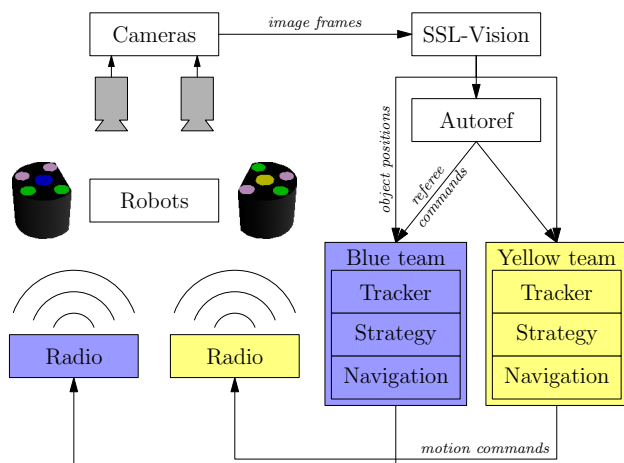 Cameras
image frames
SSL-Vision
object positions
Autoref
referee
commands
Robots
Blue team
Tracker
Strategy
Navigation
Yellow team
Tracker
Strategy
Navigation
Radio
Radio
motion commands